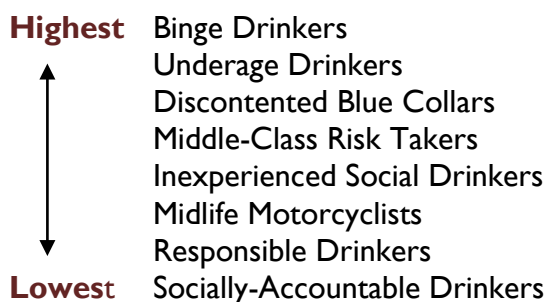 Highest Binge Drinkers
Underage Drinkers
Discontented Blue Collars
Middle-Class Risk Takers
Inexperienced Social Drinkers
Midlife Motorcyclists
Responsible Drinkers
Lowest Socially-Accountable Drinkers